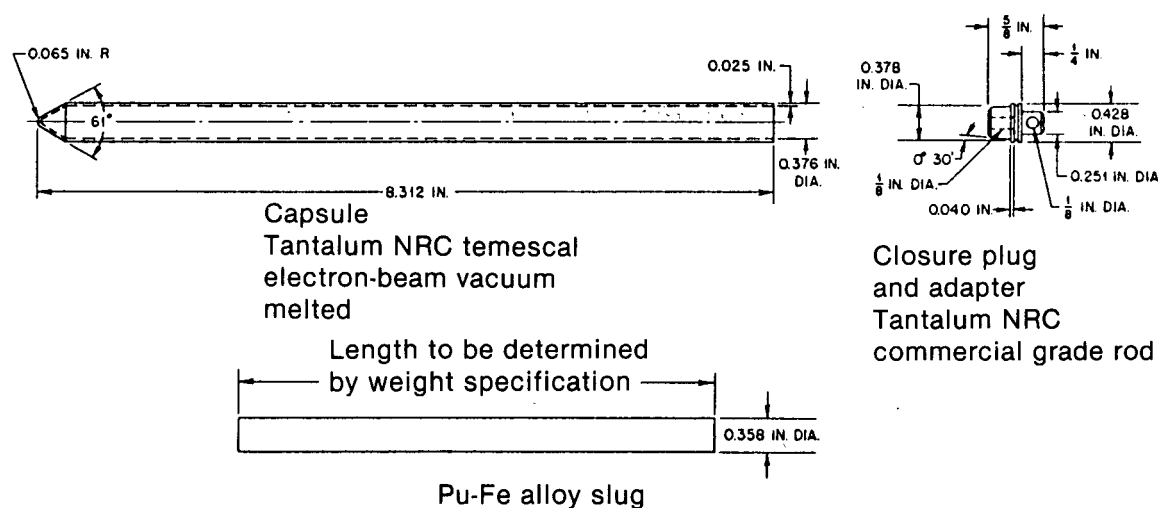 0.065 IN. R
61°
0.025 IN.
0.376 IN.
DIA.
8.312 IN.
Capsule
Tantalum NRC temescal
electron-beam vacuum
melted
5/8 IN.
1/4 IN.
0.378
IN. DIA.
0.428
IN. DIA.
0° 30'
1/8 IN. DIA.
0.251 IN. DIA
0.040 IN.
1/8 IN. DIA.
Closure plug
and adapter
Tantalum NRC
commercial grade rod
Length to be determined
by weight specification
0.358 IN. DIA.
Pu-Fe alloy slug